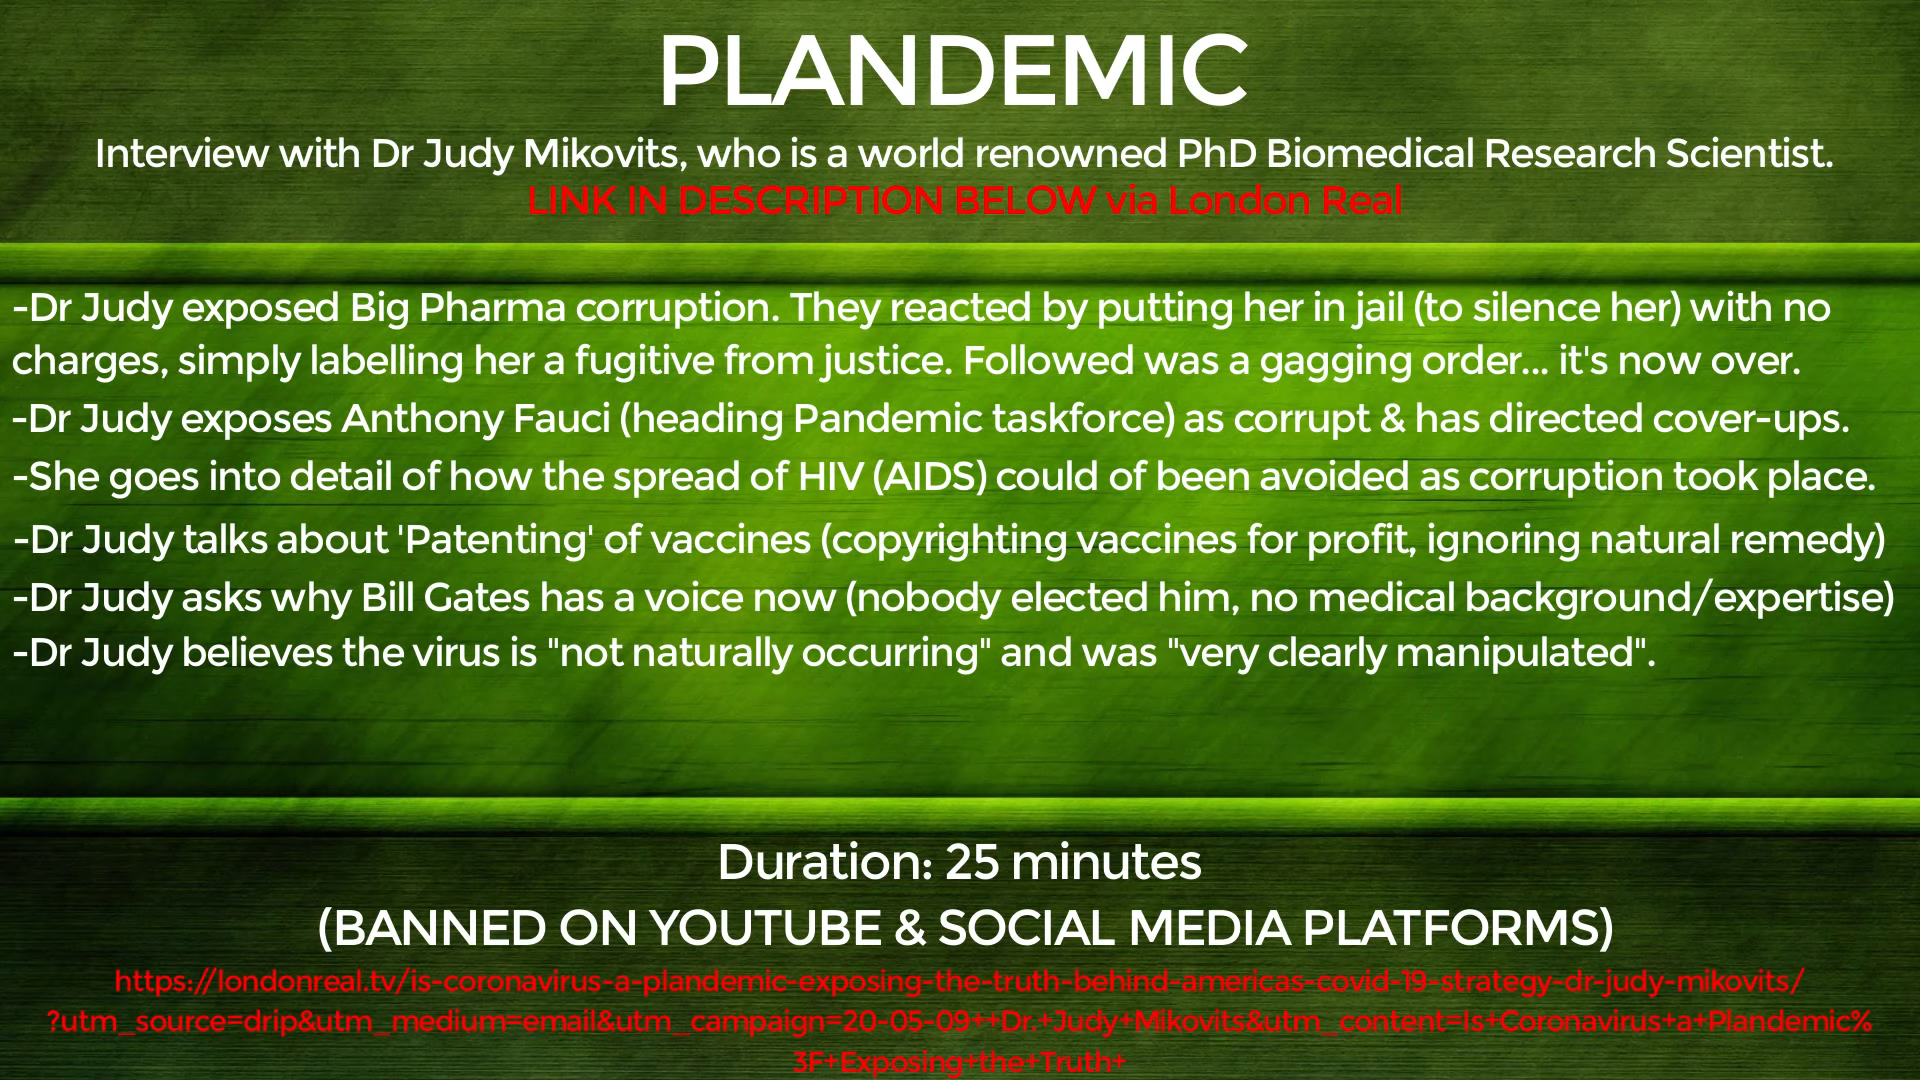 PLANDEMIC
Interview with Dr Judy Mikovits, who is a world renowned PhD Biomedical Research Scientist.
LINK IN DESCRIPTION BELOW via London Real
-Dr Judy exposed Big Pharma corruption. They reacted by putting her in jail (to silence her) with no
charges, simply labelling her a fugitive from justice. Followed was a gagging order... it's now over.
-Dr Judy exposes Anthony Fauci (heading Pandemic taskforce) as corrupt & has directed cover-ups.
-She goes into detail of how the spread of HIV (AIDS) could of been avoided as corruption took place.
-Dr Judy talks about 'Patenting' of vaccines (copyrighting vaccines for profit, ignoring natural remedy)
-Dr Judy asks why Bill Gates has a voice now (nobody elected him, no medical background/expertise)
-Dr Judy believes the virus is "not naturally occurring" and was "very clearly manipulated".
Duration: 25 minutes
(BANNED ON YOUTUBE & SOCIAL MEDIA PLATFORMS)
https://londonreal.tv/is-coronavirus-a-plandemic-exposing-the-truth-behind-americas-covid-19-strategy-dr-judy-mikovits/
?utm_source=drip&utm_medium=email&utm_campaign=20-05-09++Dr.+Judy+Mikovits&utm_content=Is+Coronavirus+a+Plandemic%
3F+Exposing+the+Truth+